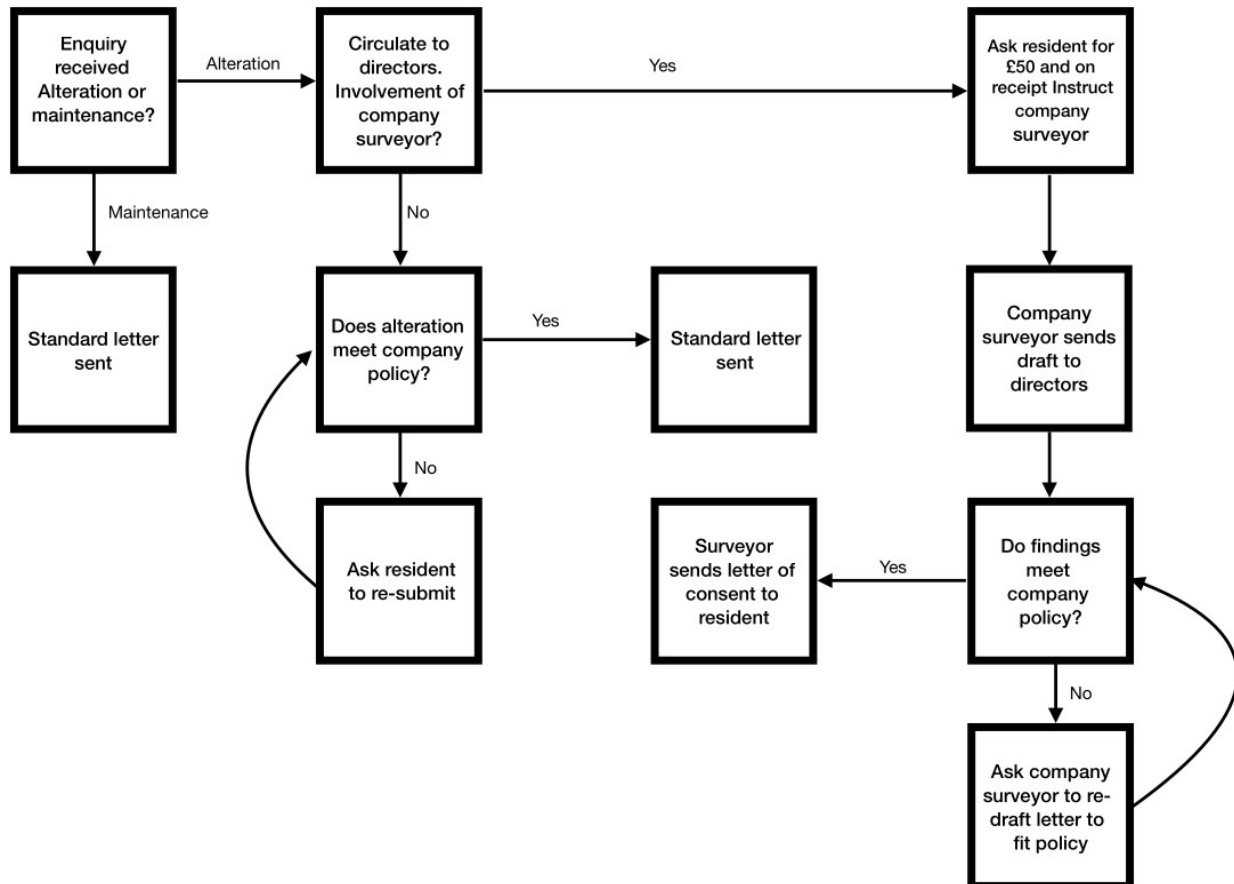 Enquiry
received
Alteration or
maintenance?
Alteration
Circulate to
directors.
Involvement of
company
surveyor?
Yes
Ask resident for
£50 and on
receipt Instruct
company
surveyor
Maintenance
No
Standard letter
sent
Does alteration
meet company
policy?
Yes
Standard letter
sent
Company
surveyor sends
draft to
directors
No
Ask resident
to re-submit
Surveyor
sends letter of
consent to
resident
Yes
Do findings
meet
company
policy?
No
Ask company
surveyor to re-
draft letter to
fit policy